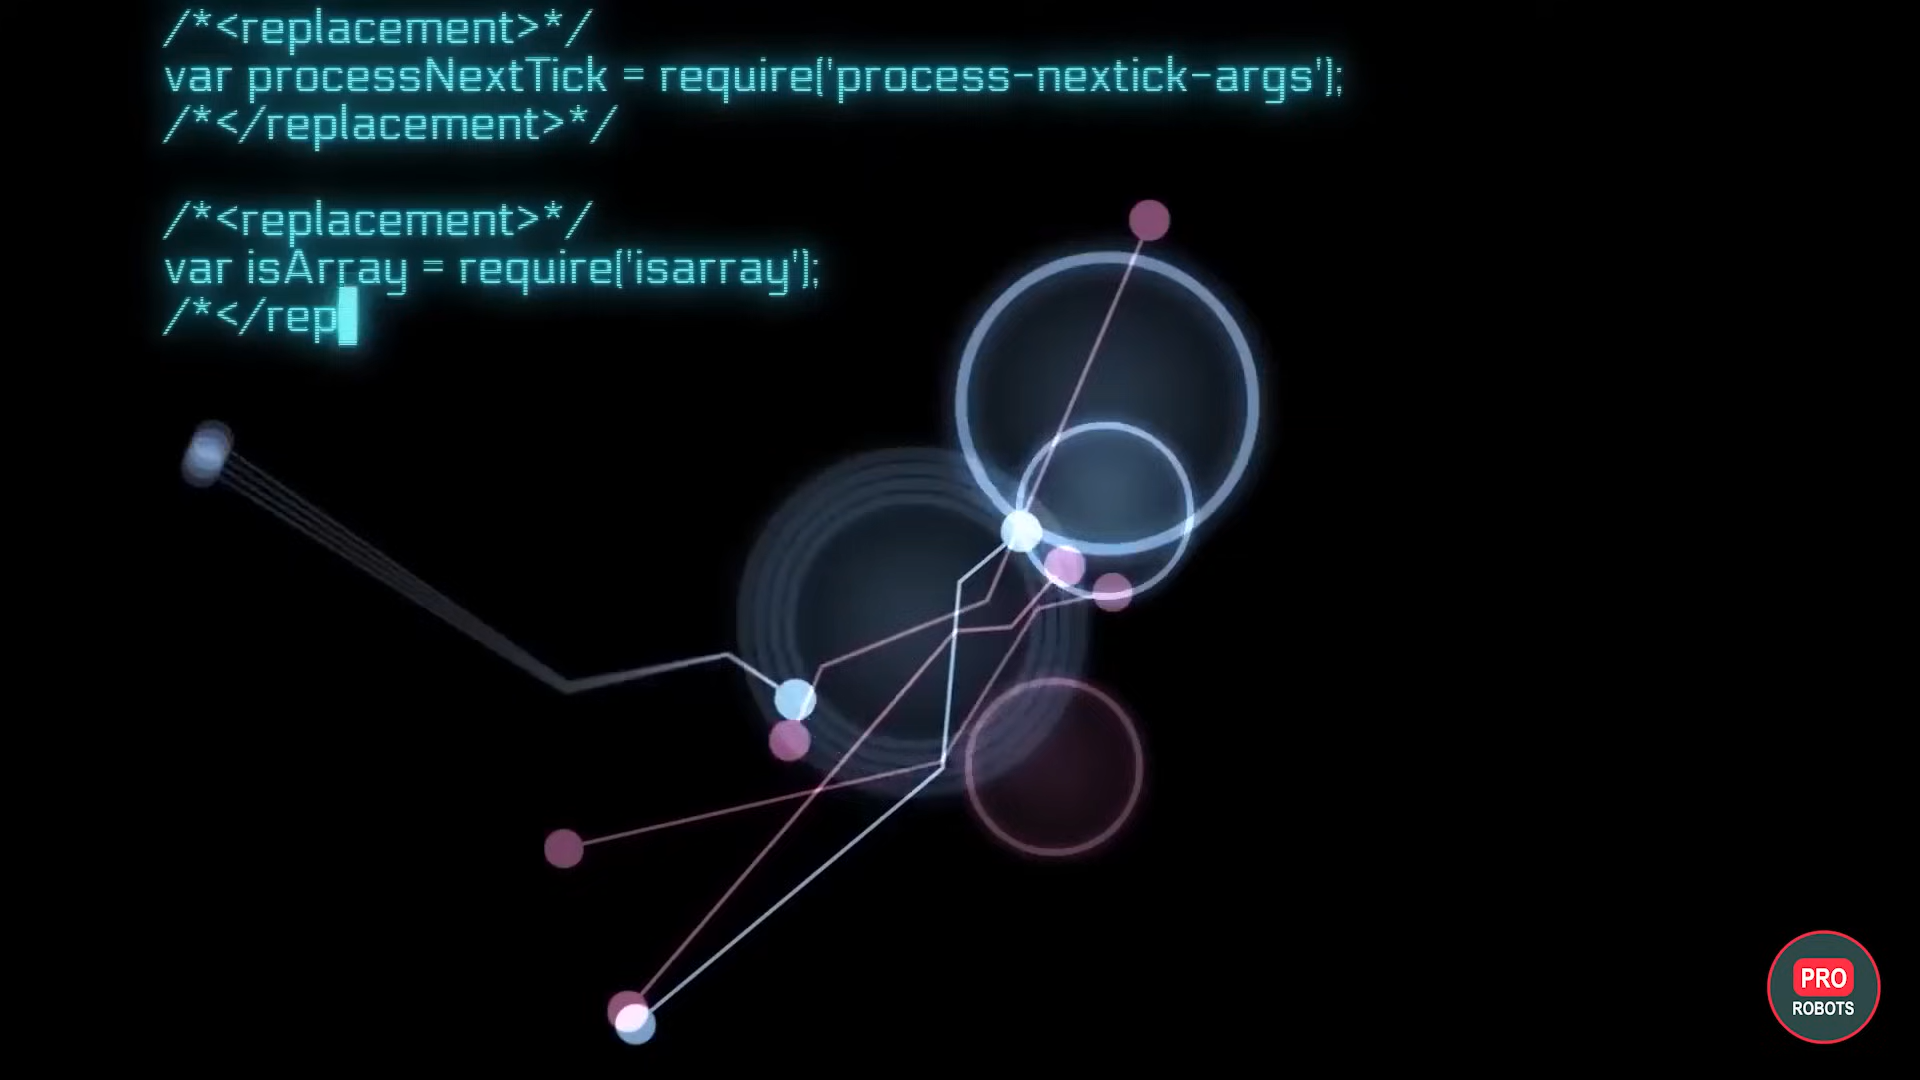 /*<replacement>*/
var processNextTick = require('process-nextick-args');
/*</replacement>*/
/*<replacement>*/
var isArray = require('isarray');
/*</rep
PRO
ROBOTS